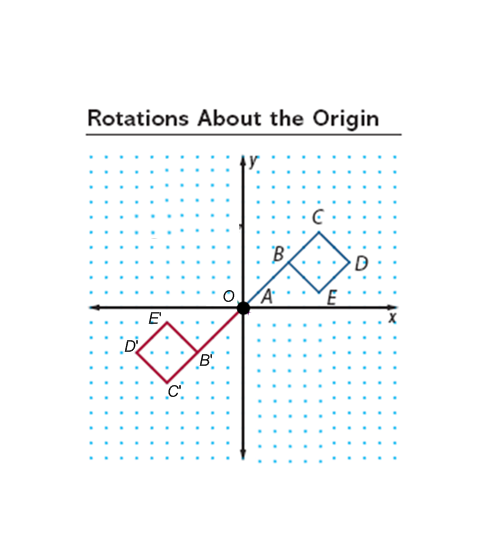 Rotations About the Origin
y
C
B
D
O
A
E
x
E'
D'
B'
C'